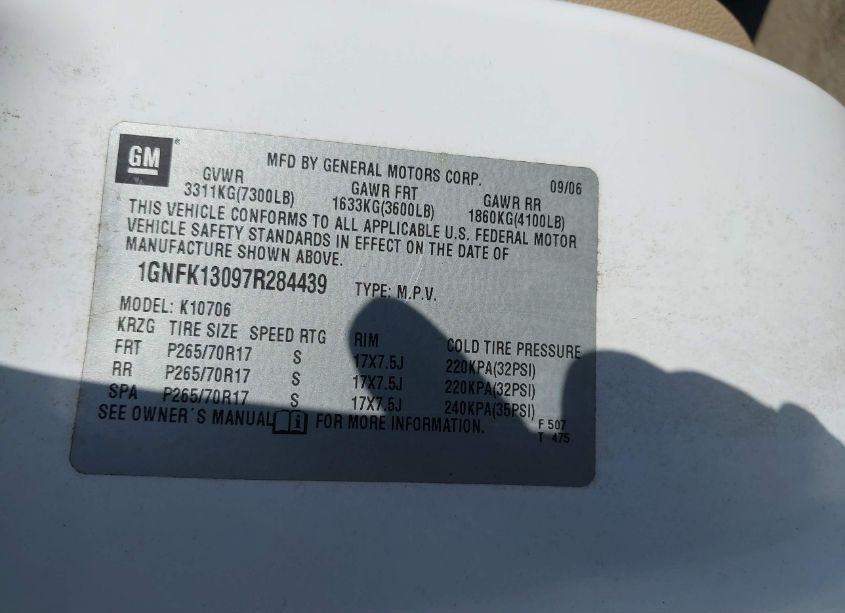 GM
MFD BY GENERAL MOTORS CORP. 09/06
GVWR GAWR FRT GAWR RR
3311KG(7300LB) 1633KG(3600LB) 1860KG(4100LB)
THIS VEHICLE CONFORMS TO ALL APPLICABLE U.S. FEDERAL MOTOR
VEHICLE SAFETY STANDARDS IN EFFECT ON THE DATE OF
MANUFACTURE SHOWN ABOVE.
1GNFK13097R284439 TYPE: M.P.V.
MODEL: K10706
KRZG TIRE SIZE SPEED RTG RIM COLD TIRE PRESSURE
FRT P265/70R17 S 17X7.5J 220KPA(32PSI)
RR P265/70R17 S 17X7.5J 220KPA(32PSI)
SPA P265/70R17 S 17X7.5J 240KPA(35PSI)
SEE OWNER´S MANUAL i FOR MORE INFORMATION.
F 507
T 475